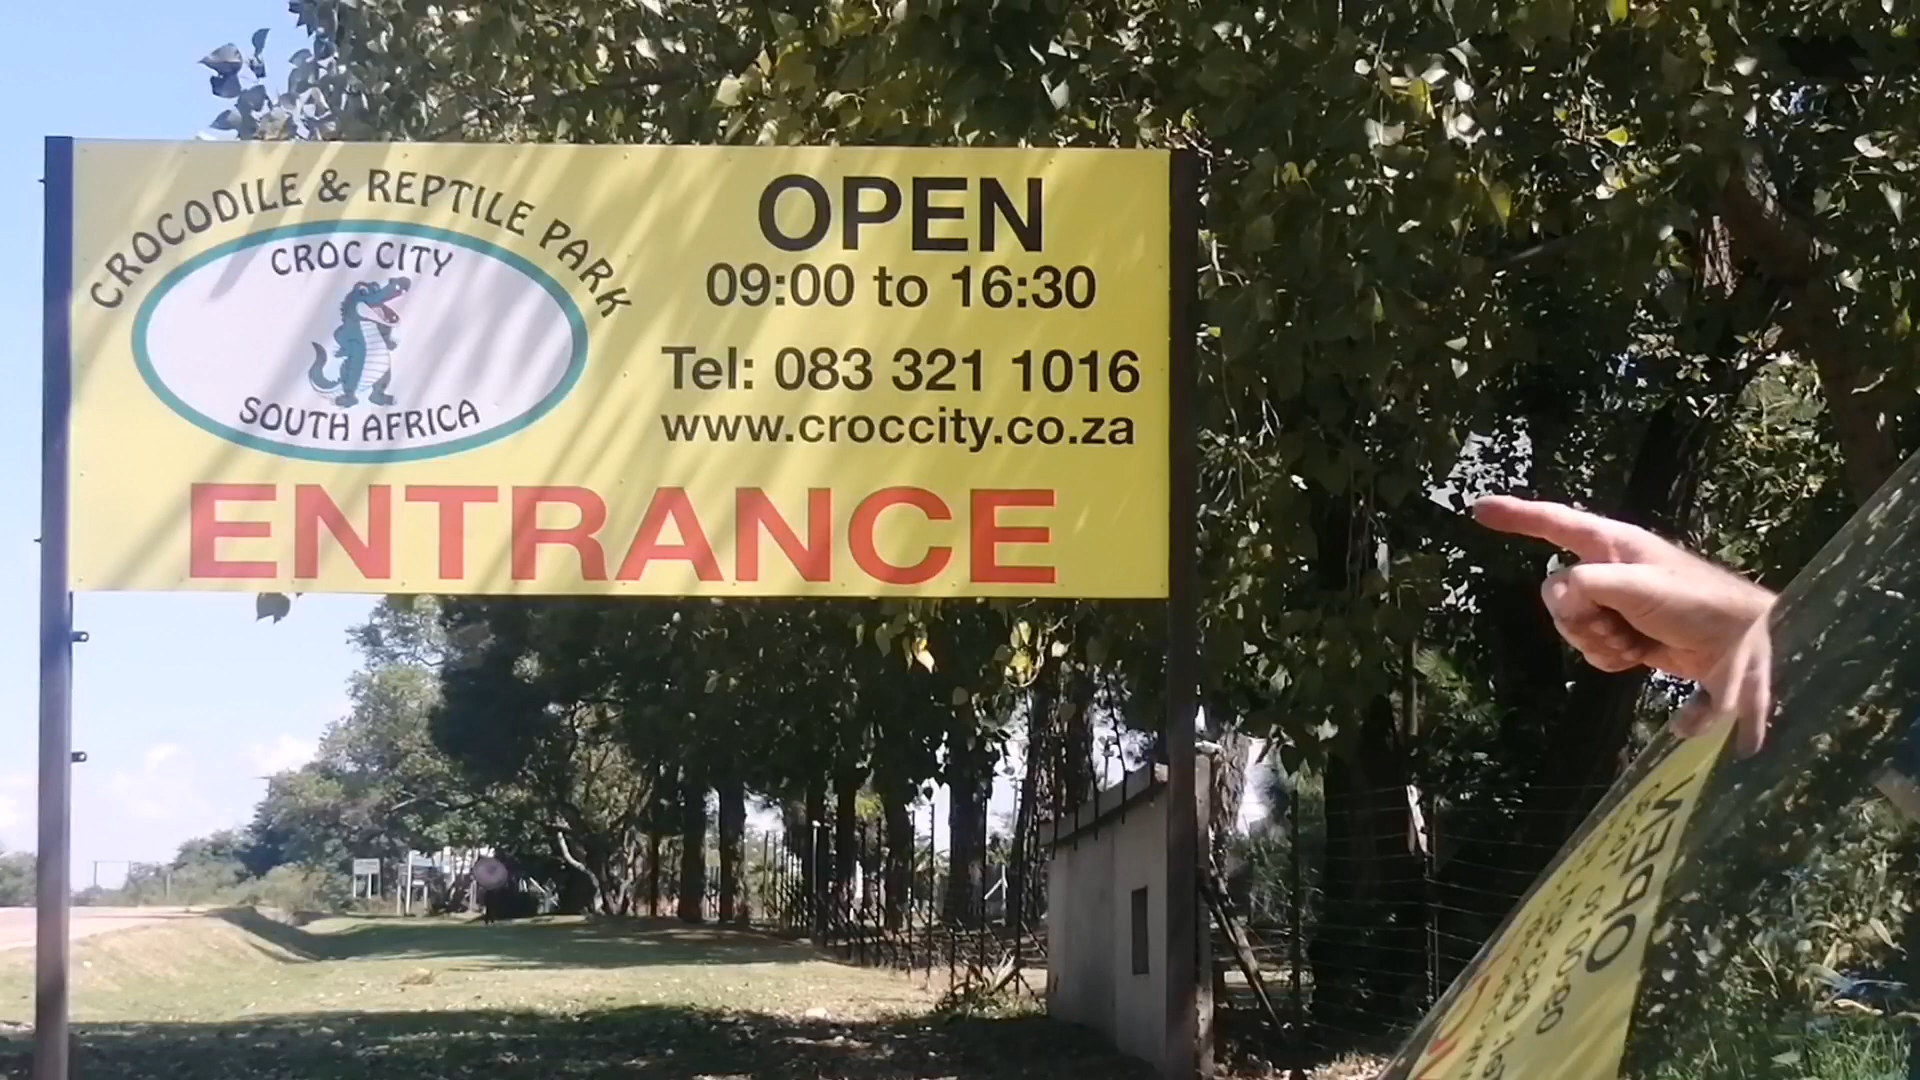 CROCODILE & REPTILE PARK
CROC CITY
SOUTH AFRICA
OPEN
09:00 to 16:30
Tel: 083 321 1016
www.croccity.co.za
ENTRANCE
OPEN